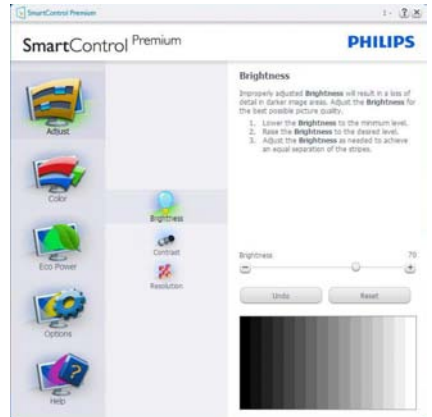 SmartControl Premium
SmartControl Premium
PHILIPS
Brightness
Improperly adjusted Brightness will result in a loss of
detail in darker image areas. Adjust the Brightness for
the best possible picture quality.
1. Lower the Brightness to the minimum level.
2. Raise the Brightness to the desired level.
3. Adjust the Brightness as needed to achieve
an equal separation of the stripes.
Adjust
Color
Eco Power
Options
Help
Brightness
Contrast
Resolution
Brightness 70
Undo Reset